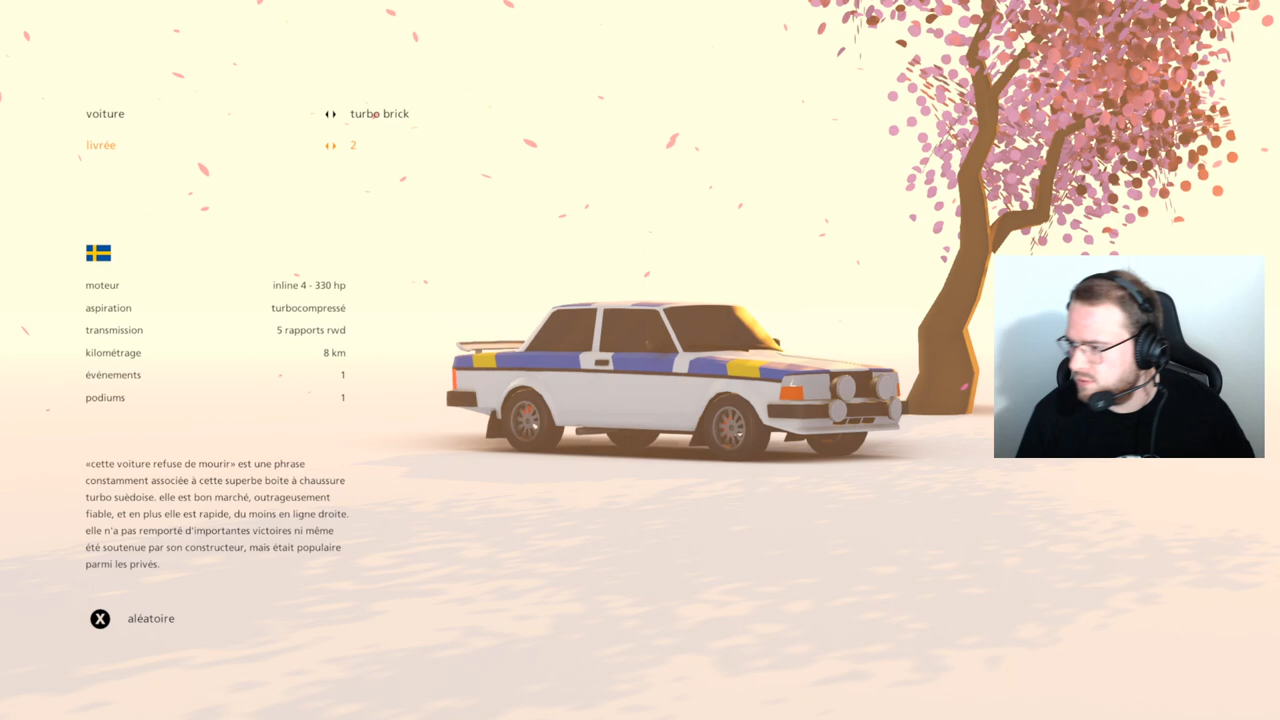 voiture turbo brick
livrée 2
moteur inline 4 - 330 hp
aspiration turbocompressé
transmission 5 rapports rwd
kilométrage 8 km
événements 1
podiums 1
«cette voiture refuse de mourir» est une phrase
constamment associée à cette superbe boite à chaussure
turbo suèdoise. elle est bon marché, outrageusement
fiable, et en plus elle est rapide, du moins en ligne droite.
elle n'a pas remporté d'importantes victoires ni même
été soutenue par son constructeur, mais était populaire
parmi les privés.
X aléatoire